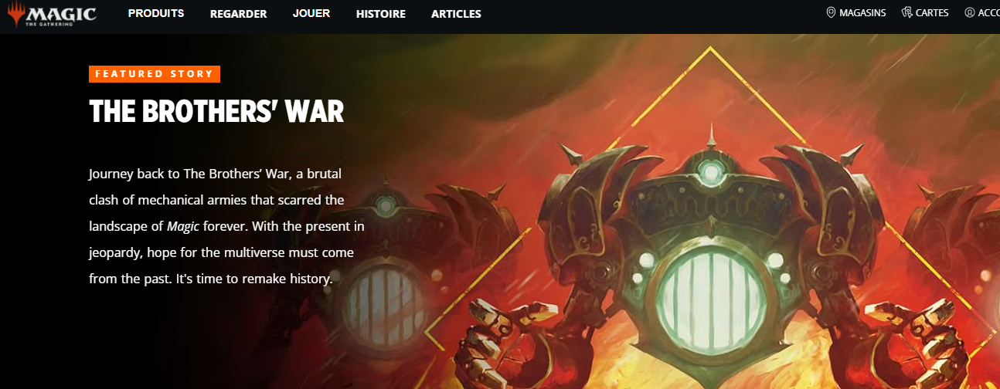 MAGIC
THE GATHERING
PRODUITS REGARDER JOUER HISTOIRE ARTICLES MAGASINS CARTES
FEATURED STORY
THE BROTHERS' WAR
Journey back to The Brothers’ War, a brutal
clash of mechanical armies that scarred the
landscape of Magic forever. With the present in
jeopardy, hope for the multiverse must come
from the past. It's time to remake history.